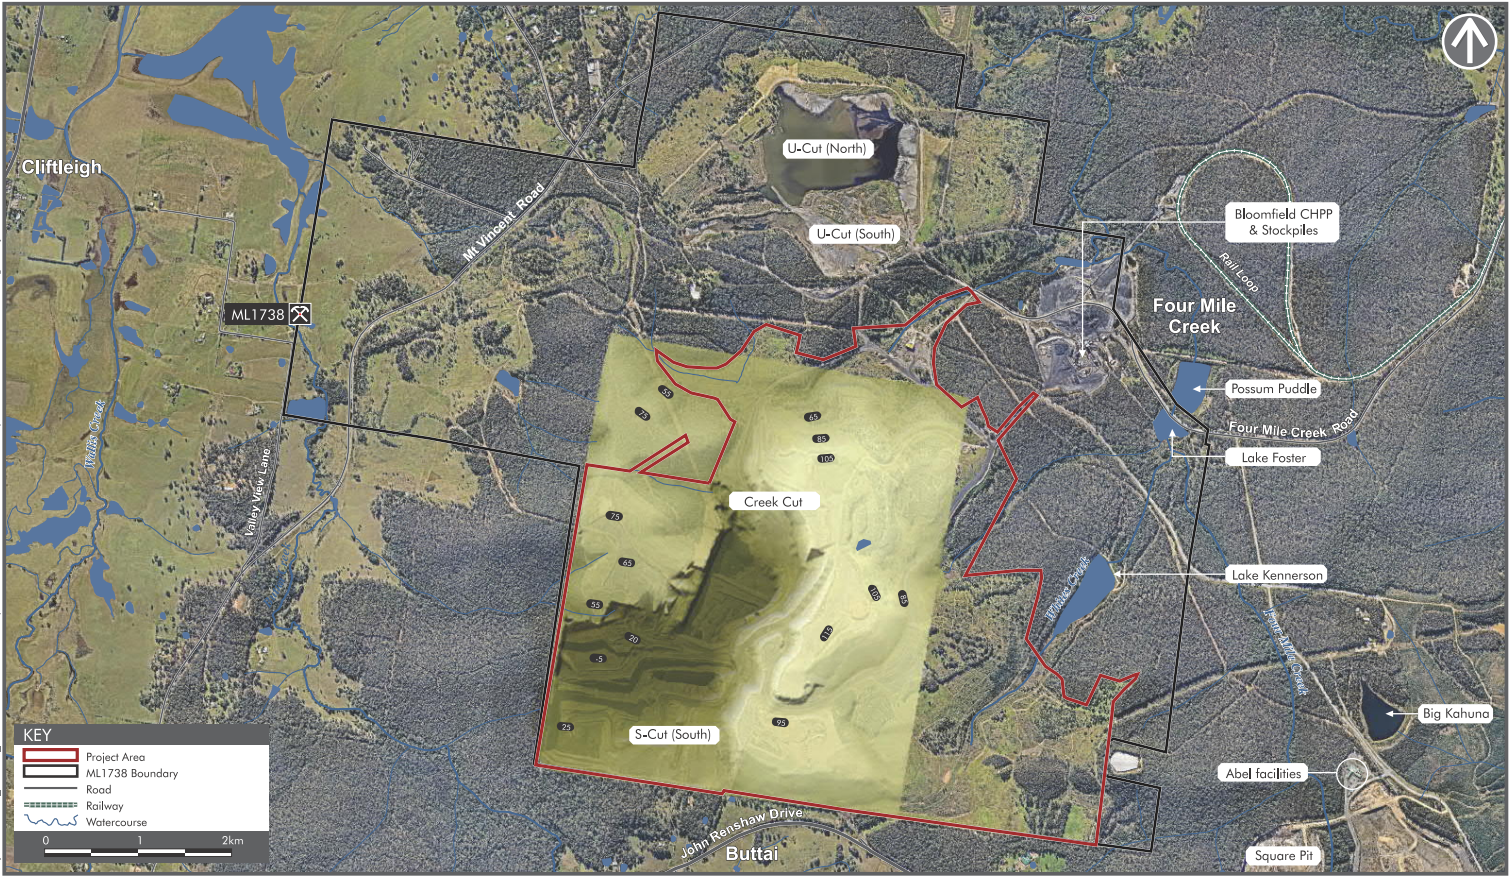 Cliftleigh
U-Cut (North)
Mt Vincent Road
Bloomfield CHPP
& Stockpiles
U-Cut (South)
Rail Loop
ML1738
Four Mile
Creek
Possum Puddle
55
75
65
85
105
Four Mile Creek Road
Wallis Creek
Lake Foster
Valley View Lane
Creek Cut
75
65
55
20
-5
25
105
85
115
95
Whites Creek
Lake Kennerson
Four Mile Creek
S-Cut (South)
Big Kahuna
Abel facilities
John Renshaw Drive
Buttai
Square Pit
KEY
Project Area
ML1738 Boundary
Road
Railway
Watercourse
0 1 2km